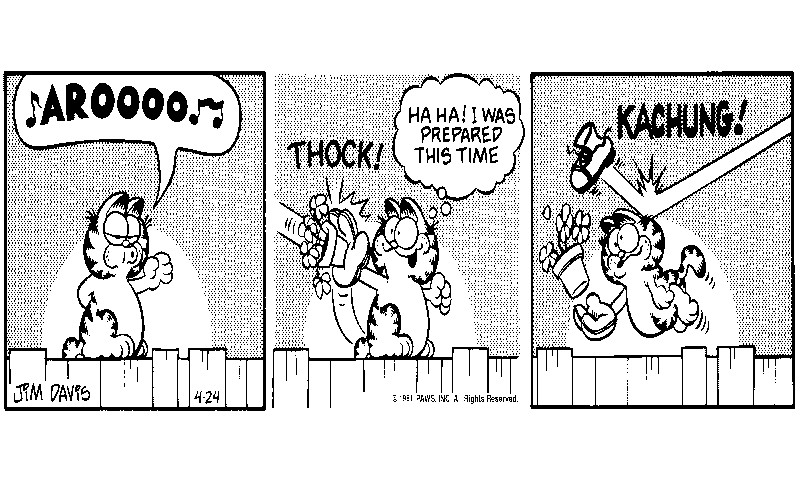 ♪AROOOO.♫
JIM DAVIS
4-24
THOCK!
HA HA! I WAS
PREPARED
THIS TIME
© 1981 PAWS, INC. All Rights Reserved.
KACHUNG!